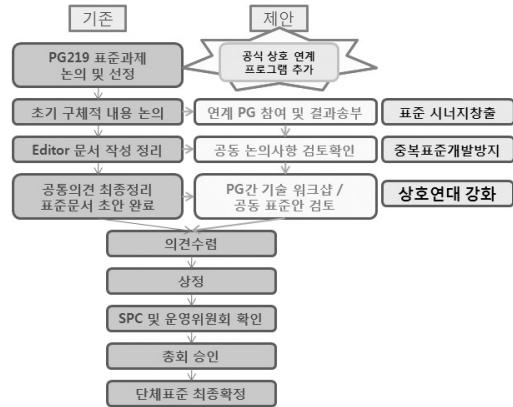 기존
제안
PG219 표준과제
논의 및 선정
공식 상호 연계
프로그램 추가
초기 구체적 내용 논의
연계 PG 참여 및 결과송부
표준 시너지창출
Editor 문서 작성 정리
공동 논의사항 검토확인
중복표준개발방지
공통의견 최종정리
표준문서 초안 완료
PG간 기술 워크샵 /
공동 표준안 검토
상호연대 강화
의견수렴
상정
SPC 및 운영위원회 확인
총회 승인
단체표준 최종확정